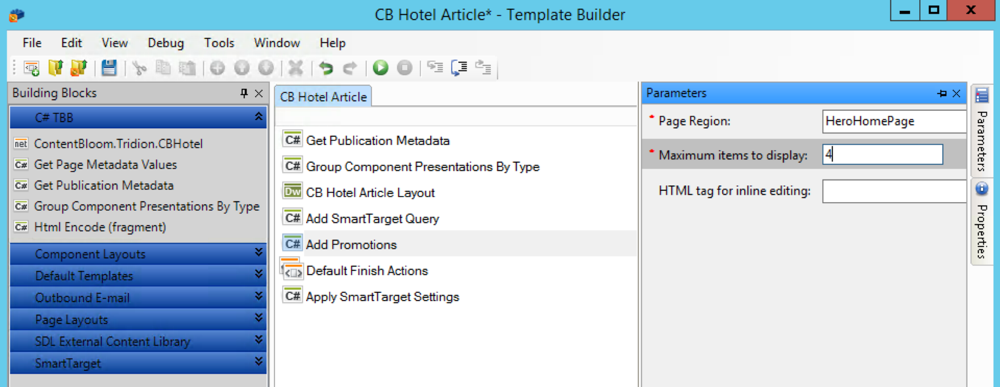 CB Hotel Article* - Template Builder
File Edit View Debug Tools Window Help
Building Blocks
C# TBB
net ContentBloom.Tridion.CBHotel
C# Get Page Metadata Values
C# Get Publication Metadata
C# Group Component Presentations By Type
C# Html Encode (fragment)
Component Layouts
Default Templates
Outbound E-mail
Page Layouts
SDL External Content Library
SmartTarget
CB Hotel Article
C# Get Publication Metadata
C# Group Component Presentations By Type
Dw CB Hotel Article Layout
C# Add SmartTarget Query
C# Add Promotions
Default Finish Actions
C# Apply SmartTarget Settings
Parameters
* Page Region: HeroHomePage
* Maximum items to display: 4
HTML tag for inline editing:
Parameters
Properties